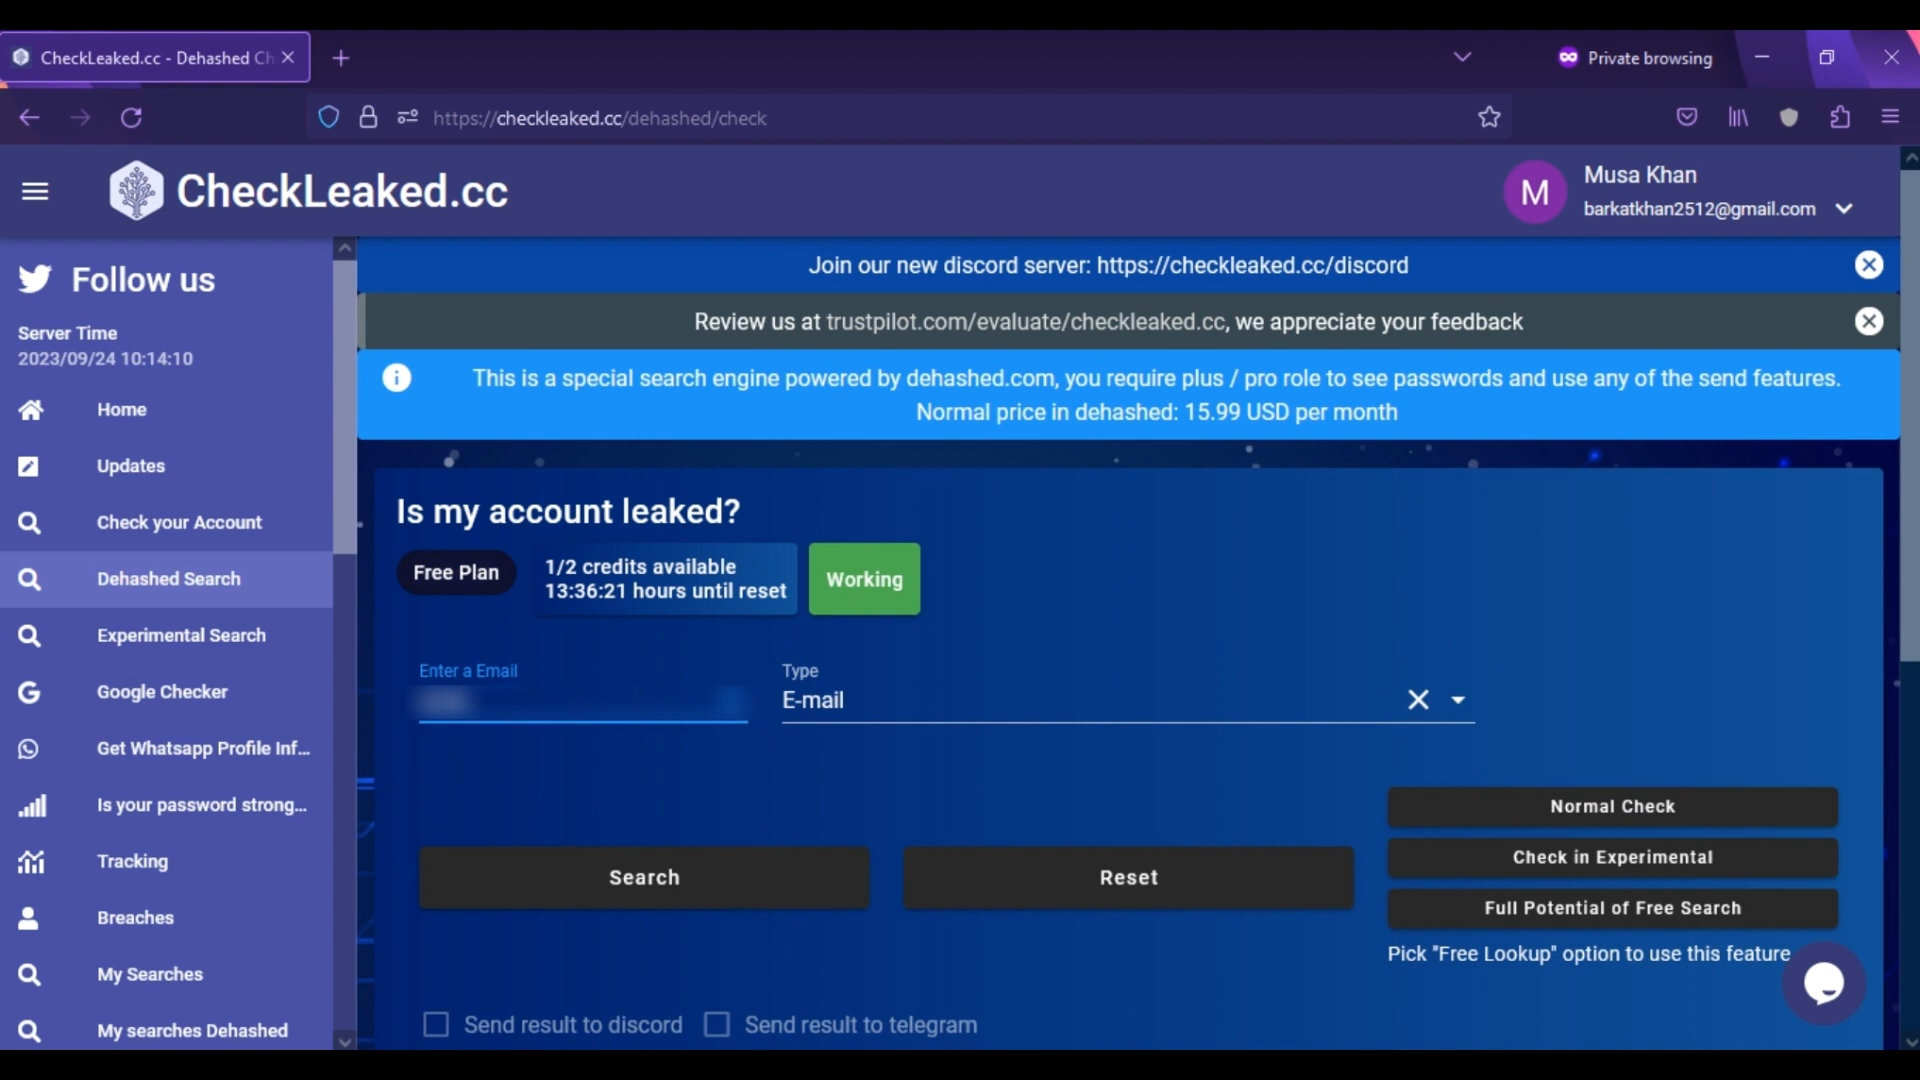 CheckLeaked.cc - Dehashed Ch
Private browsing
https://checkleaked.cc/dehashed/check
CheckLeaked.cc
M
Musa Khan
barkatkhan2512@gmail.com
Follow us
Server Time
2023/09/24 10:14:10
Home
Updates
Check your Account
Dehashed Search
Experimental Search
Google Checker
Get Whatsapp Profile Inf...
Is your password strong...
Tracking
Breaches
My Searches
My searches Dehashed
Join our new discord server: https://checkleaked.cc/discord
Review us at trustpilot.com/evaluate/checkleaked.cc, we appreciate your feedback
This is a special search engine powered by dehashed.com, you require plus / pro role to see passwords and use any of the send features.
Normal price in dehashed: 15.99 USD per month
Is my account leaked?
Free Plan
1/2 credits available
13:36:21 hours until reset
Working
Enter a Email
Type
E-mail
Search
Reset
Normal Check
Check in Experimental
Full Potential of Free Search
Pick "Free Lookup" option to use this feature
Send result to discord
Send result to telegram